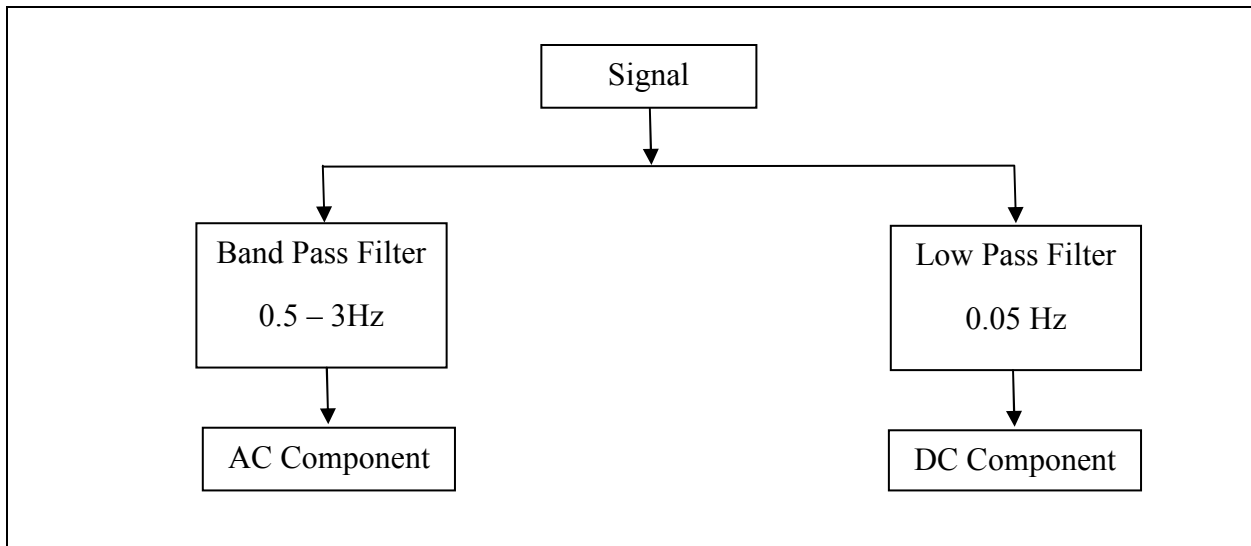 Signal
Band Pass Filter
0.5 – 3Hz
Low Pass Filter
0.05 Hz
AC Component
DC Component